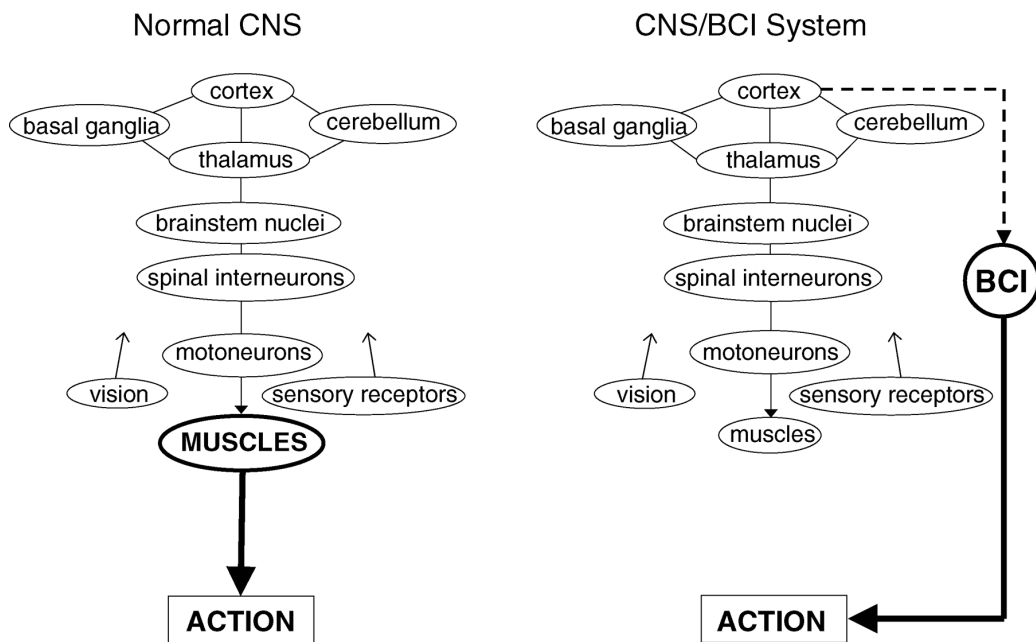 Normal CNS
cortex
basal ganglia
cerebellum
thalamus
brainstem nuclei
spinal interneurons
motoneurons
vision
sensory receptors
MUSCLES
ACTION
CNS/BCI System
cortex
basal ganglia
cerebellum
thalamus
brainstem nuclei
spinal interneurons
BCI
motoneurons
vision
sensory receptors
muscles
ACTION